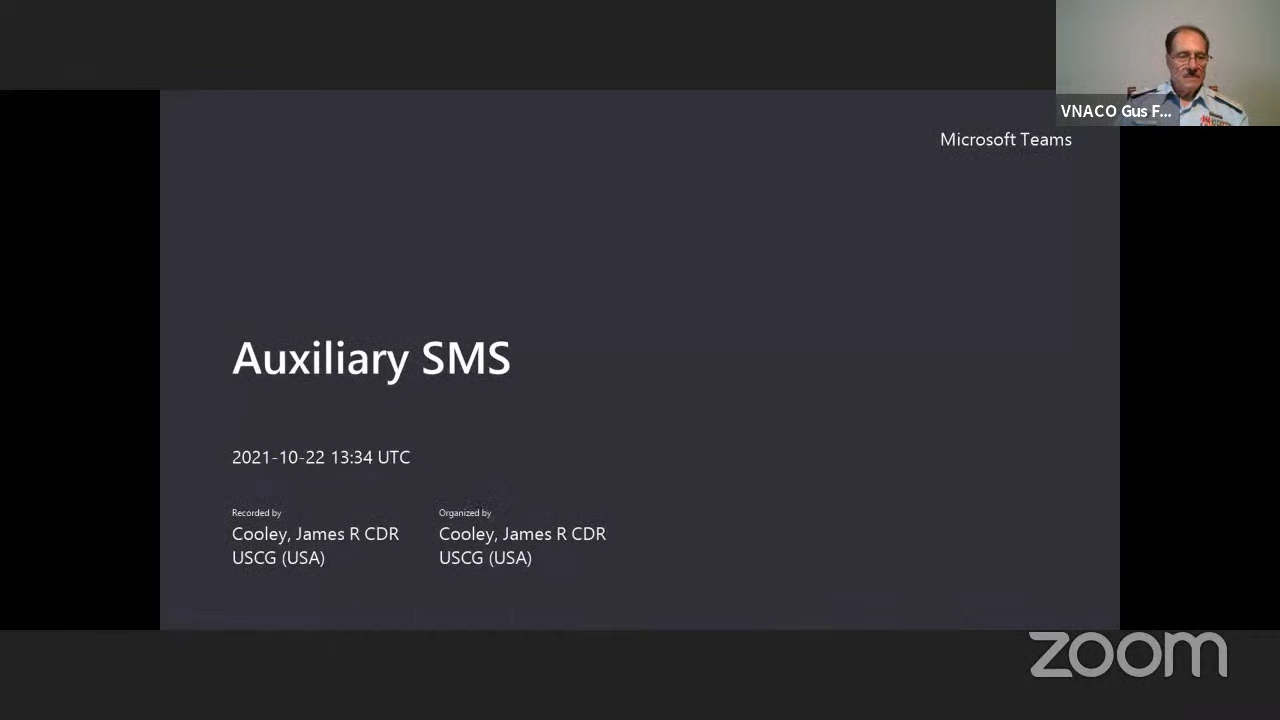 VNACO Gus F...
Microsoft Teams
Auxiliary SMS
2021-10-22 13:34 UTC
Recorded by
Cooley, James R CDR
USCG (USA)
Organized by
Cooley, James R CDR
USCG (USA)
zoom